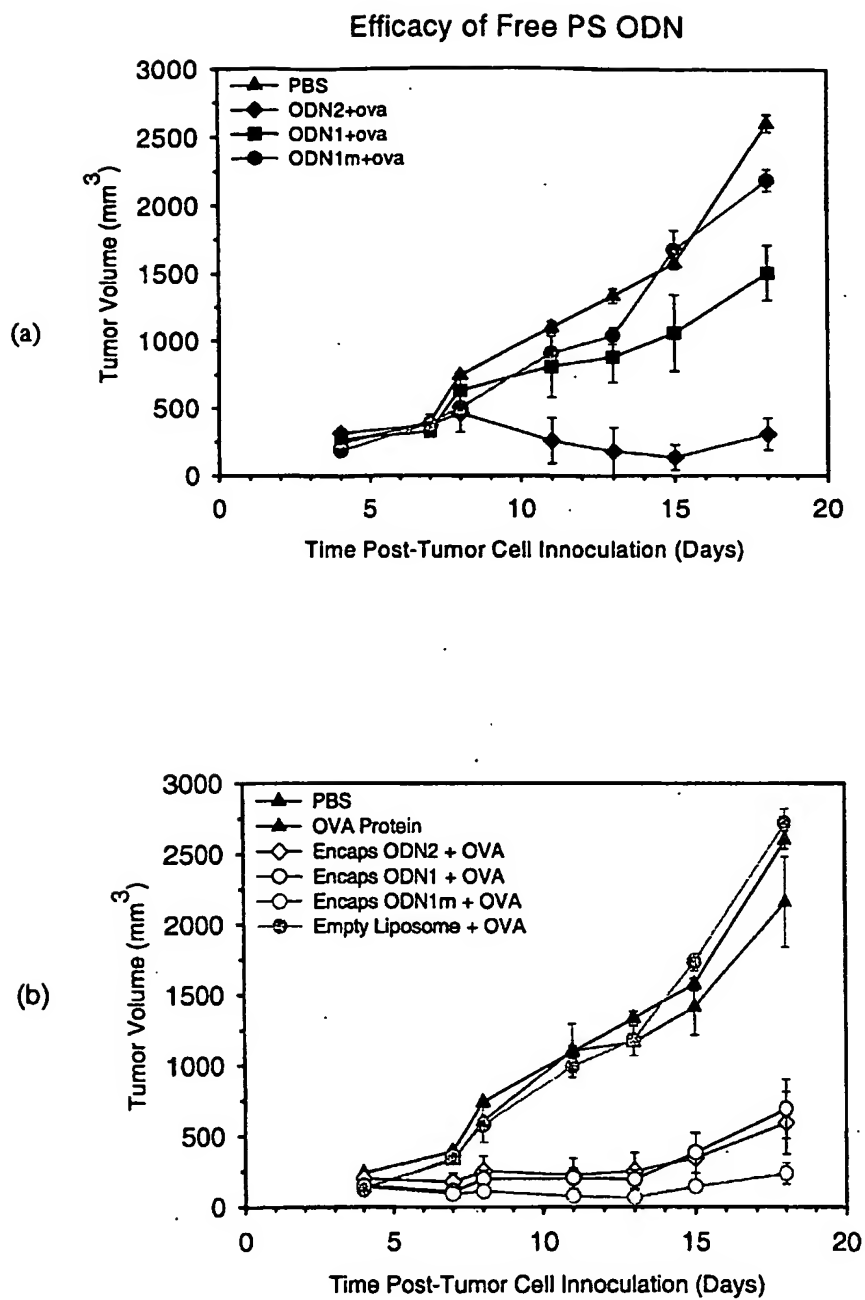 Efficacy of Free PS ODN
(a)
Tumor Volume (mm3)
3000
2500
2000
1500
1000
500
0
PBS
ODN2+ova
ODN1+ova
ODN1m+ova
0 5 10 15 20
Time Post-Tumor Cell Innoculation (Days)
(b)
Tumor Volume (mm3)
3000
2500
2000
1500
1000
500
0
PBS
OVA Protein
Encaps ODN2 + OVA
Encaps ODN1 + OVA
Encaps ODN1m + OVA
Empty Liposome + OVA
0 5 10 15 20
Time Post-Tumor Cell Innoculation (Days)